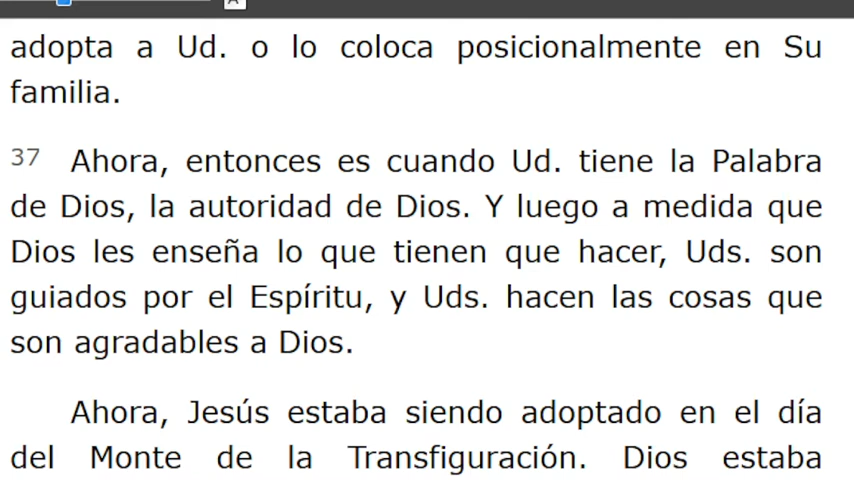 adopta a Ud. o lo coloca posicionalmente en Su
familia.
37 Ahora, entonces es cuando Ud. tiene la Palabra
de Dios, la autoridad de Dios. Y luego a medida que
Dios les enseña lo que tienen que hacer, Uds. son
guiados por el Espíritu, y Uds. hacen las cosas que
son agradables a Dios.
Ahora, Jesús estaba siendo adoptado en el día
del Monte de la Transfiguración. Dios estaba